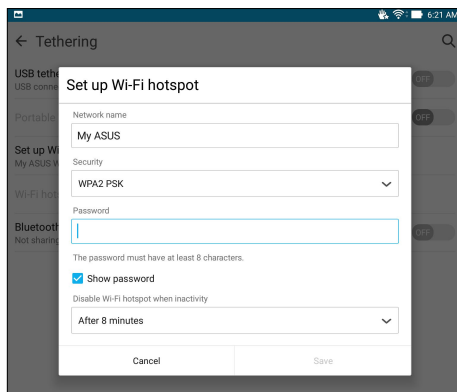 6:21 AM
Tethering
USB tethe
USB conne
OFF
Portable
OFF
Set up Wi
My ASUS W
Wi-Fi hot
Bluetooth
Not sharing
OFF
Set up Wi-Fi hotspot
Network name
My ASUS
Security
WPA2 PSK
Password
The password must have at least 8 characters.
Show password
Disable Wi-Fi hotspot when inactivity
After 8 minutes
Cancel
Save